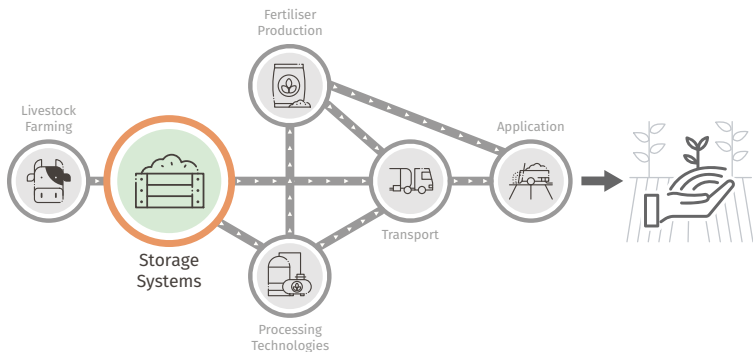 Fertiliser
Production
Livestock
Farming
Application
Storage
Systems
Transport
Processing
Technologies